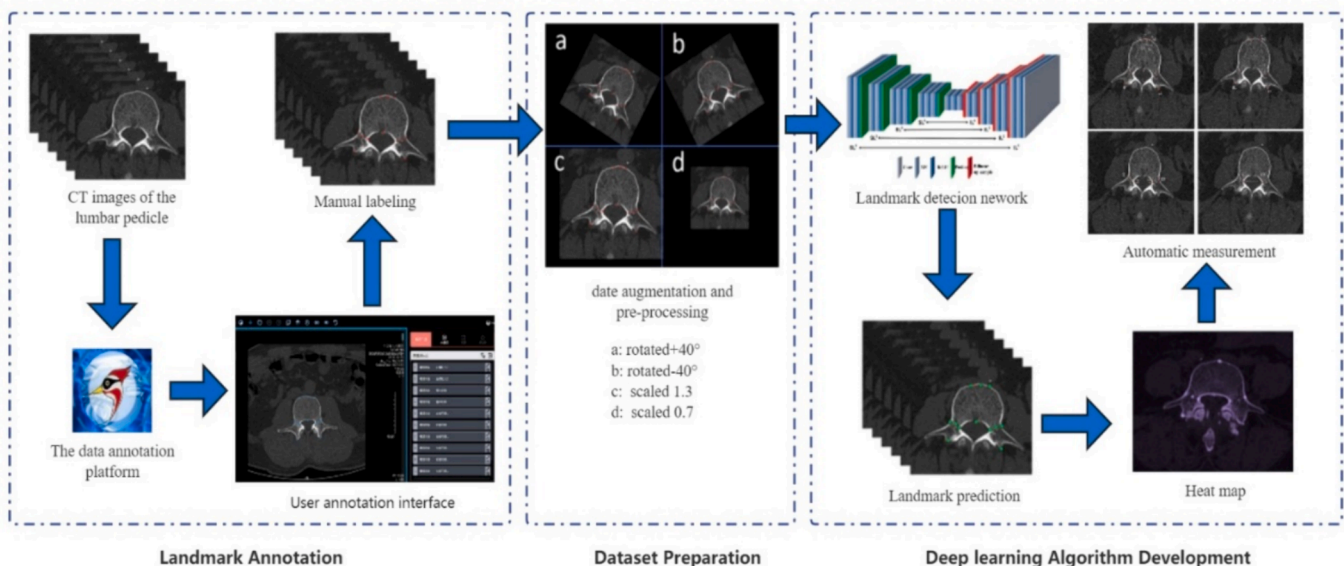 CT images of the
lumbar pedicle
Manual labeling
The data annotation
platform
User annotation interface
Landmark Annotation
a
b
c
d
date augmentation and
pre-processing
a: rotated+40°
b: rotated-40°
c: scaled 1.3
d: scaled 0.7
Dataset Preparation
Landmark detecion nework
Automatic measurement
Landmark prediction
Heat map
Deep learning Algorithm Development